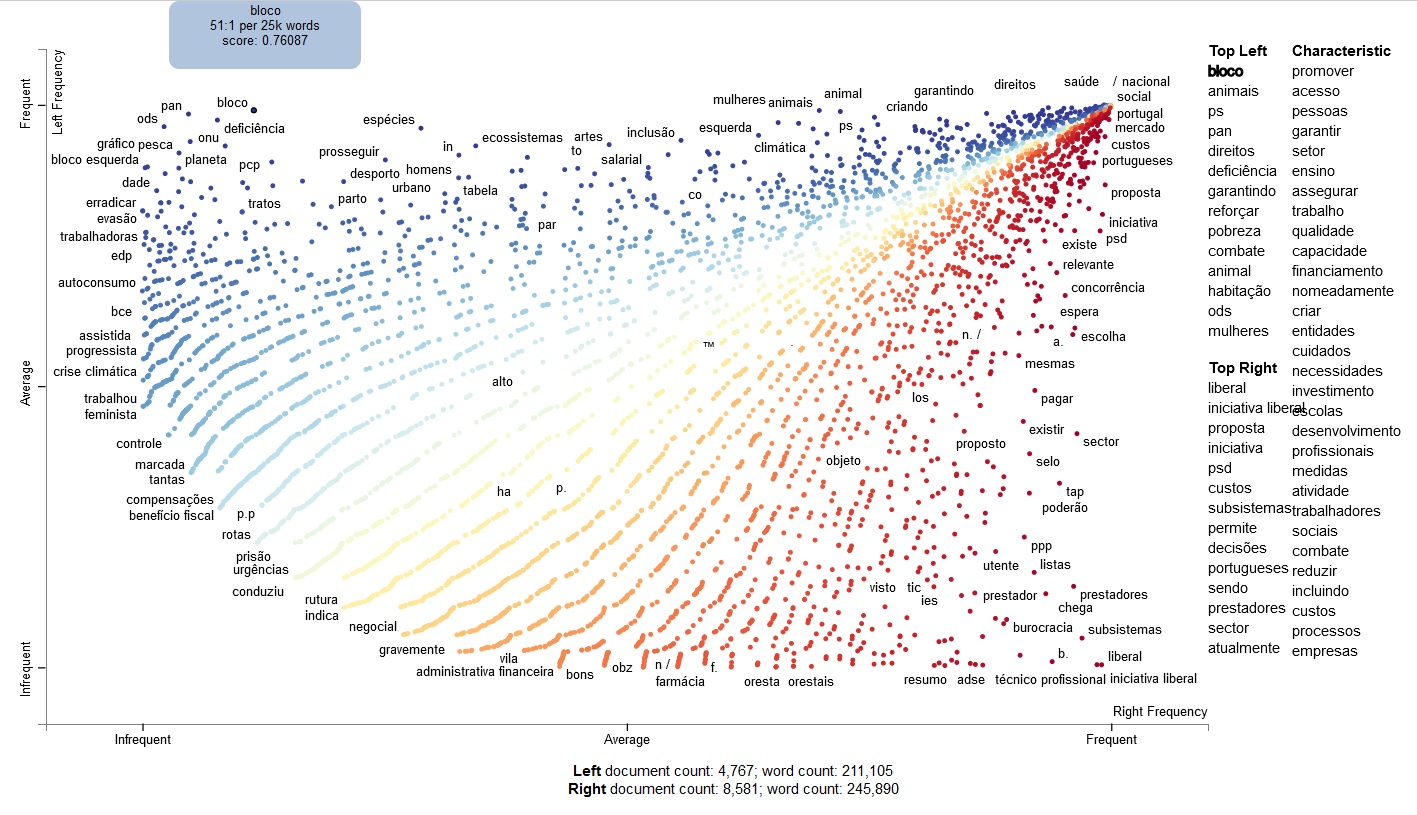 bloco
51:1 per 25k words
score: 0.76087
Frequent
Left Frequency
Average
Infrequent
pan
bloco
ods
deficiência
espécies
onu
gráfico
pesca
bloco esquerda
planeta
pcp
prosseguir
in
ecossistemas
artes
to
inclusão
salarial
mulheres
animais
animal
esquerda
ps
climática
criando
garantindo
direitos
saúde
/
nacional
social
portugal
mercado
custos
portugueses
dade
desporto
homens
urbano
tabela
parto
co
proposta
erradicar
tratos
evasão
par
iniciativa
psd
trabalhadoras
existe
edp
relevante
autoconsumo
concorrência
bce
espera
assistida
™
n. /
a.
escolha
progressista
mesmas
crise climática
alto
trabalhou
los
pagar
feminista
existir
controle
proposto
sector
marcada
objeto
selo
tantas
ha
p.
tap
compensações
poderão
benefício fiscal
p.p
rotas
ppp
prisão
utente
listas
urgências
visto
tic
ies
prestador
prestadores
conduziu
rutura
chega
indica
negocial
burocracia
subsistemas
gravemente
vila
b.
liberal
administrativa
financeira
bons
obz
n /
f.
farmácia
oresta
orestais
resumo
adse
técnico
profissional
iniciativa liberal
Right Frequency
Infrequent
Average
Frequent
Left document count: 4,767; word count: 211,105
Right document count: 8,581; word count: 245,890
Top Left
bloco
animais
ps
pan
direitos
deficiência
garantindo
reforçar
pobreza
combate
animal
habitação
ods
mulheres
Top Right
liberal
iniciativa liberal
proposta
iniciativa
psd
custos
subsistemas
permite
decisões
portugueses
sendo
prestadores
sector
atualmente
Characteristic
promover
acesso
pessoas
garantir
setor
ensino
assegurar
trabalho
qualidade
capacidade
financiamento
nomeadamente
criar
entidades
cuidados
necessidades
investimento
escolas
desenvolvimento
profissionais
medidas
atividade
trabalhadores
sociais
combate
reduzir
incluindo
custos
processos
empresas